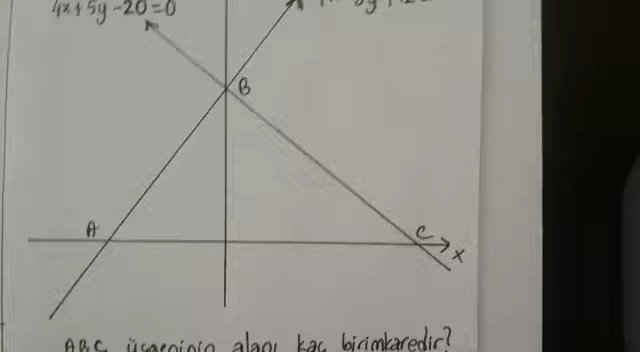 4x+5y-20=0
B
A
C
x
ABC üçgeninin alanı kaç birimkaredir?